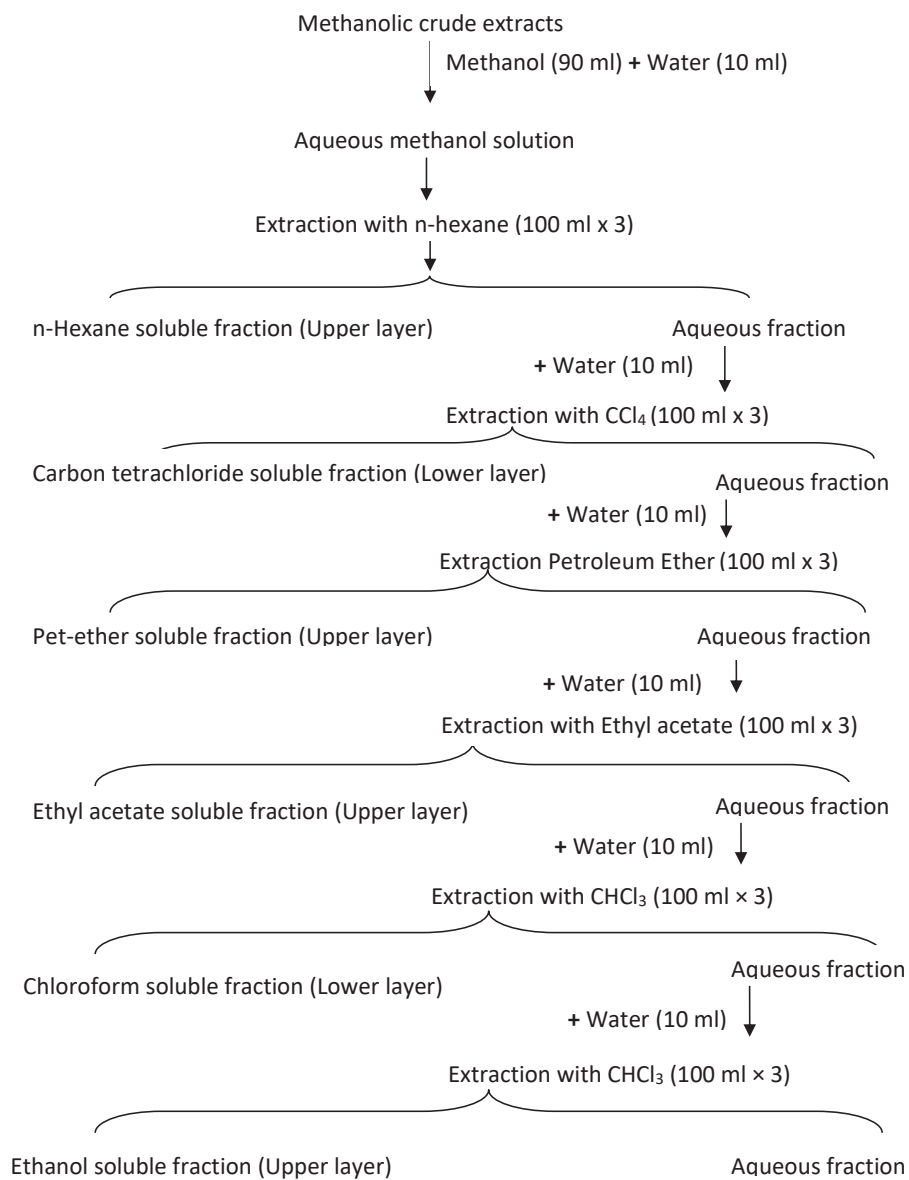 Methanolic crude extracts
Methanol (90 ml) + Water (10 ml)
Aqueous methanol solution
Extraction with n-hexane (100 ml x 3)
n-Hexane soluble fraction (Upper layer)
Aqueous fraction
+ Water (10 ml)
Extraction with CCl₄ (100 ml x 3)
Carbon tetrachloride soluble fraction (Lower layer)
Aqueous fraction
+ Water (10 ml)
Extraction Petroleum Ether (100 ml x 3)
Pet-ether soluble fraction (Upper layer)
Aqueous fraction
+ Water (10 ml)
Extraction with Ethyl acetate (100 ml x 3)
Ethyl acetate soluble fraction (Upper layer)
Aqueous fraction
+ Water (10 ml)
Extraction with CHCl₃ (100 ml × 3)
Chloroform soluble fraction (Lower layer)
Aqueous fraction
+ Water (10 ml)
Extraction with CHCl₃ (100 ml × 3)
Ethanol soluble fraction (Upper layer)
Aqueous fraction